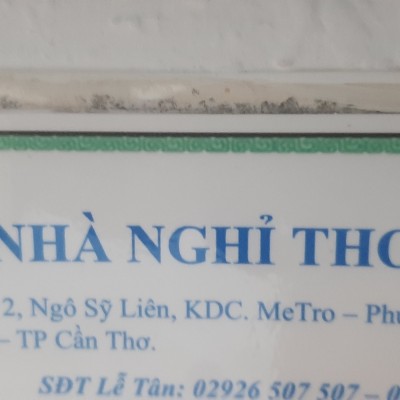 NHÀ NGHỈ THO
2, Ngô Sỹ Liên, KDC. MeTro – Phu
– TP Cần Thơ.
SĐT Lễ Tân: 02926 507 507 – 0